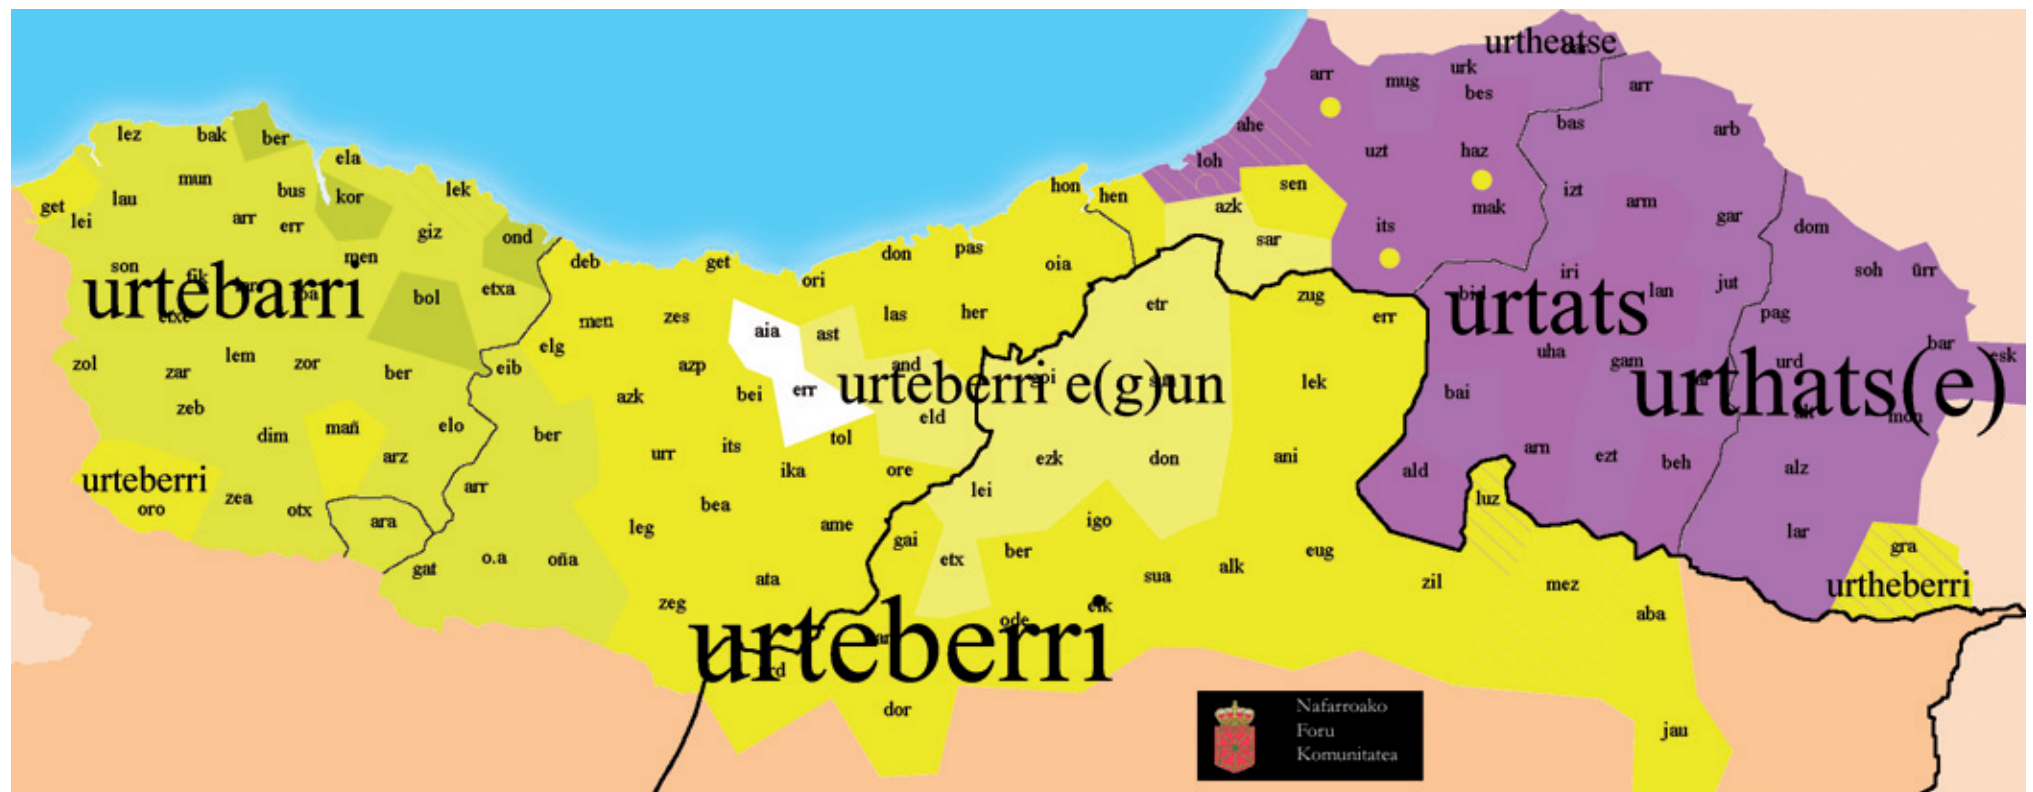 urtheatse
arr
mug
urk
bes
arr
lez
bak
ber
ahe
bas
arb
ela
loh
uzt
haz
mun
bus
kor
lek
hon
hen
sen
izt
get
lau
lei
arr
err
giz
ond
azk
mak
arm
gar
son
men
deb
get
ori
don
pas
oia
sar
its
dom
urtebarri
bol
etxa
iri
lan
jut
soh
ürr
men
zes
aia
ast
las
her
etr
zug
err
urtats
pag
zol
zar
lem
zor
ber
eib
elg
azp
and
uha
gam
urd
bar
esk
zeb
azk
bei
err
urteberri e(g)un
lek
bai
urthats(e)
mon
dim
mañ
elo
ber
its
tol
eld
arz
urr
ika
ore
ezk
don
ani
ald
arn
ezt
beh
alz
urteberri
oro
zea
otx
arr
lei
luz
ara
leg
bea
ame
igo
lar
gat
o.a
oña
gai
etx
ber
eug
gra
zeg
ata
sua
alk
zil
mez
urtheberri
ode
elk
aba
urteberri
dor
jau
Nafarroako
Foru
Komunitatea